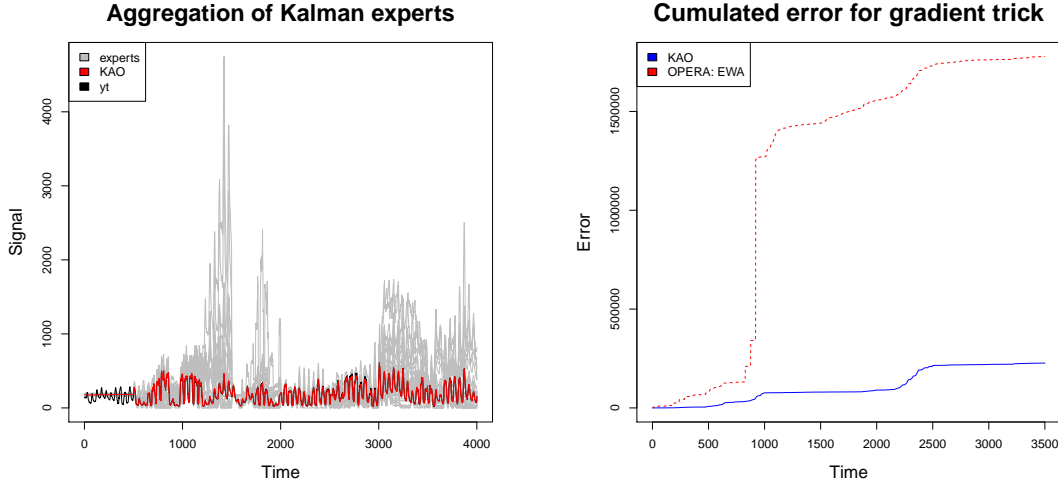 Aggregation of Kalman experts
experts
KAO
yt
Signal
0
1000
2000
3000
4000
0
1000
2000
3000
4000
Time
Cumulated error for gradient trick
KAO
OPERA: EWA
Error
0
500000
1000000
1500000
0
500
1000
1500
2000
2500
3000
3500
Time